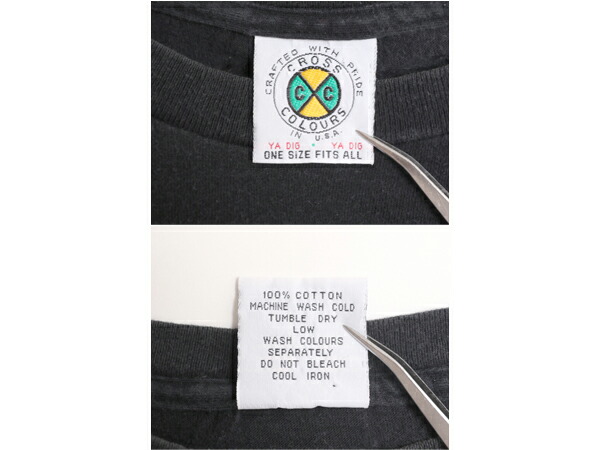 CRAFTED WITH PRIDE
CROSS
C C
COLOURS
IN U.S.A.
YA DIG • YA DIG
ONE SIZE FITS ALL
100% COTTON
MACHINE WASH COLD
TUMBLE DRY
LOW
WASH COLOURS
SEPARATELY
DO NOT BLEACH
COOL IRON